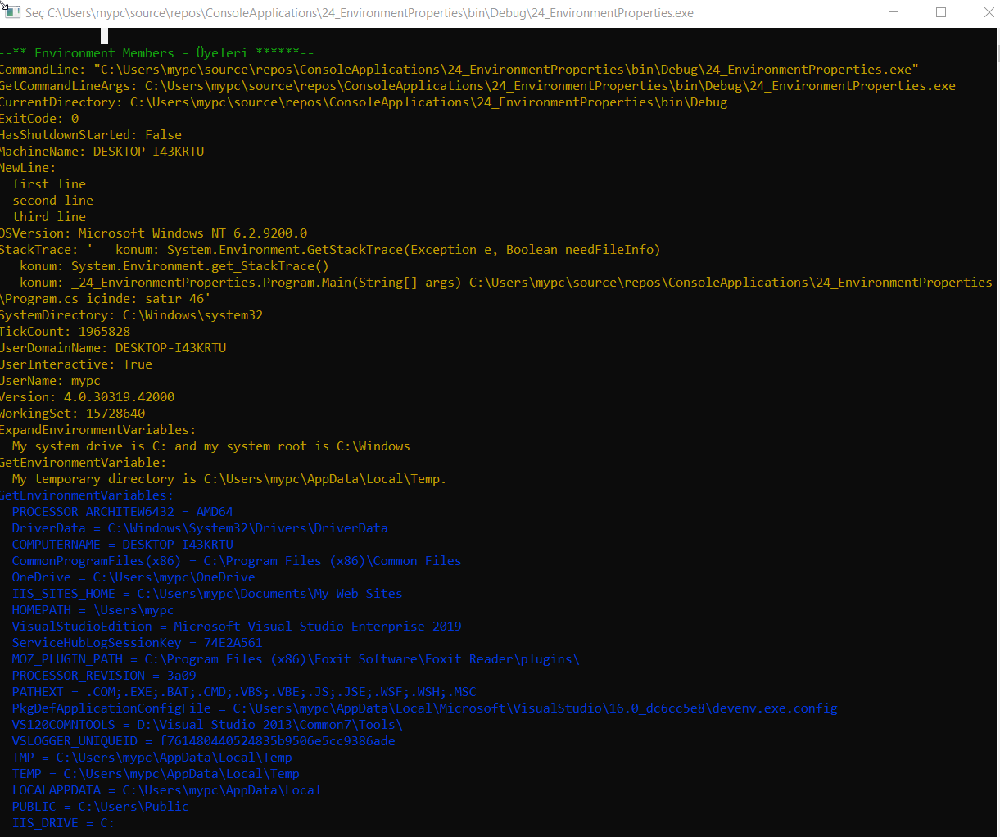 Seç C:\Users\mypc\source\repos\ConsoleApplications\24_EnvironmentProperties\bin\Debug\24_EnvironmentProperties.exe
--** Environment Members - Üyeleri ******--
CommandLine: "C:\Users\mypc\source\repos\ConsoleApplications\24_EnvironmentProperties\bin\Debug\24_EnvironmentProperties.exe"
GetCommandLineArgs: C:\Users\mypc\source\repos\ConsoleApplications\24_EnvironmentProperties\bin\Debug\24_EnvironmentProperties.exe
CurrentDirectory: C:\Users\mypc\source\repos\ConsoleApplications\24_EnvironmentProperties\bin\Debug
ExitCode: 0
HasShutdownStarted: False
MachineName: DESKTOP-I43KRTU
NewLine:
  first line
  second line
  third line
OSVersion: Microsoft Windows NT 6.2.9200.0
StackTrace: '   konum: System.Environment.GetStackTrace(Exception e, Boolean needFileInfo)
   konum: System.Environment.get_StackTrace()
   konum: _24_EnvironmentProperties.Program.Main(String[] args) C:\Users\mypc\source\repos\ConsoleApplications\24_EnvironmentProperties
\Program.cs içinde: satır 46'
SystemDirectory: C:\Windows\system32
TickCount: 1965828
UserDomainName: DESKTOP-I43KRTU
UserInteractive: True
UserName: mypc
Version: 4.0.30319.42000
WorkingSet: 15728640
ExpandEnvironmentVariables:
  My system drive is C: and my system root is C:\Windows
GetEnvironmentVariable:
  My temporary directory is C:\Users\mypc\AppData\Local\Temp.
GetEnvironmentVariables:
  PROCESSOR_ARCHITEW6432 = AMD64
  DriverData = C:\Windows\System32\Drivers\DriverData
  COMPUTERNAME = DESKTOP-I43KRTU
  CommonProgramFiles(x86) = C:\Program Files (x86)\Common Files
  OneDrive = C:\Users\mypc\OneDrive
  IIS_SITES_HOME = C:\Users\mypc\Documents\My Web Sites
  HOMEPATH = \Users\mypc
  VisualStudioEdition = Microsoft Visual Studio Enterprise 2019
  ServiceHubLogSessionKey = 74E2A561
  MOZ_PLUGIN_PATH = C:\Program Files (x86)\Foxit Software\Foxit Reader\plugins\
  PROCESSOR_REVISION = 3a09
  PATHEXT = .COM;.EXE;.BAT;.CMD;.VBS;.VBE;.JS;.JSE;.WSF;.WSH;.MSC
  PkgDefApplicationConfigFile = C:\Users\mypc\AppData\Local\Microsoft\VisualStudio\16.0_dc6cc5e8\devenv.exe.config
  VS120COMNTOOLS = D:\Visual Studio 2013\Common7\Tools\
  VSLOGGER_UNIQUEID = f761480440524835b9506e5cc9386ade
  TMP = C:\Users\mypc\AppData\Local\Temp
  TEMP = C:\Users\mypc\AppData\Local\Temp
  LOCALAPPDATA = C:\Users\mypc\AppData\Local
  PUBLIC = C:\Users\Public
  IIS_DRIVE = C: